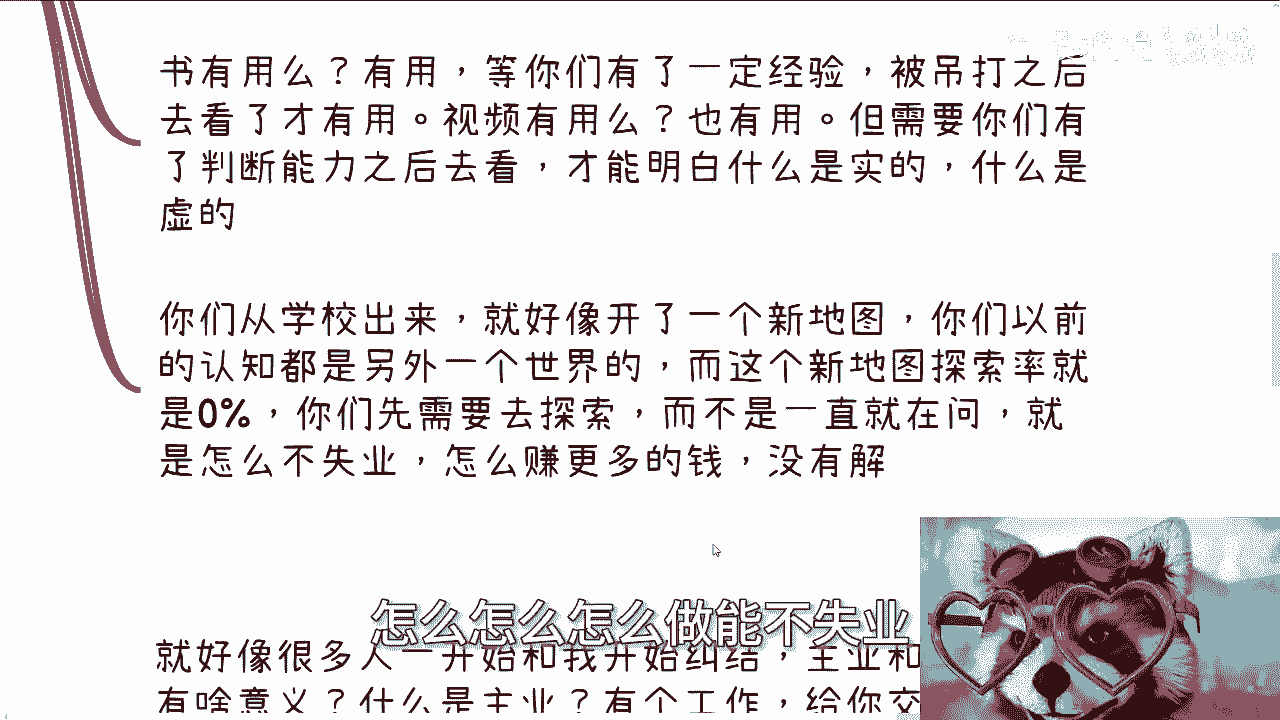 书有用么？有用，等你们有了一定经验，被吊打之后
去看了才有用。视频有用么？也有用。但需要你们有
了判断能力之后去看，才能明白什么是实的，什么是
虚的
你们从学校出来，就好像开了一个新地图，你们以前
的认知都是另外一个世界的，而这个新地图探索率就
是0%，你们先需要去探索，而不是一直就在问，就
是怎么不失业，怎么赚更多的钱，没有解
怎么怎么怎么做能不失业
就好像很多人一开始和我开始纠结，主业和
有啥意义？什么是主业？有个工作，给你交